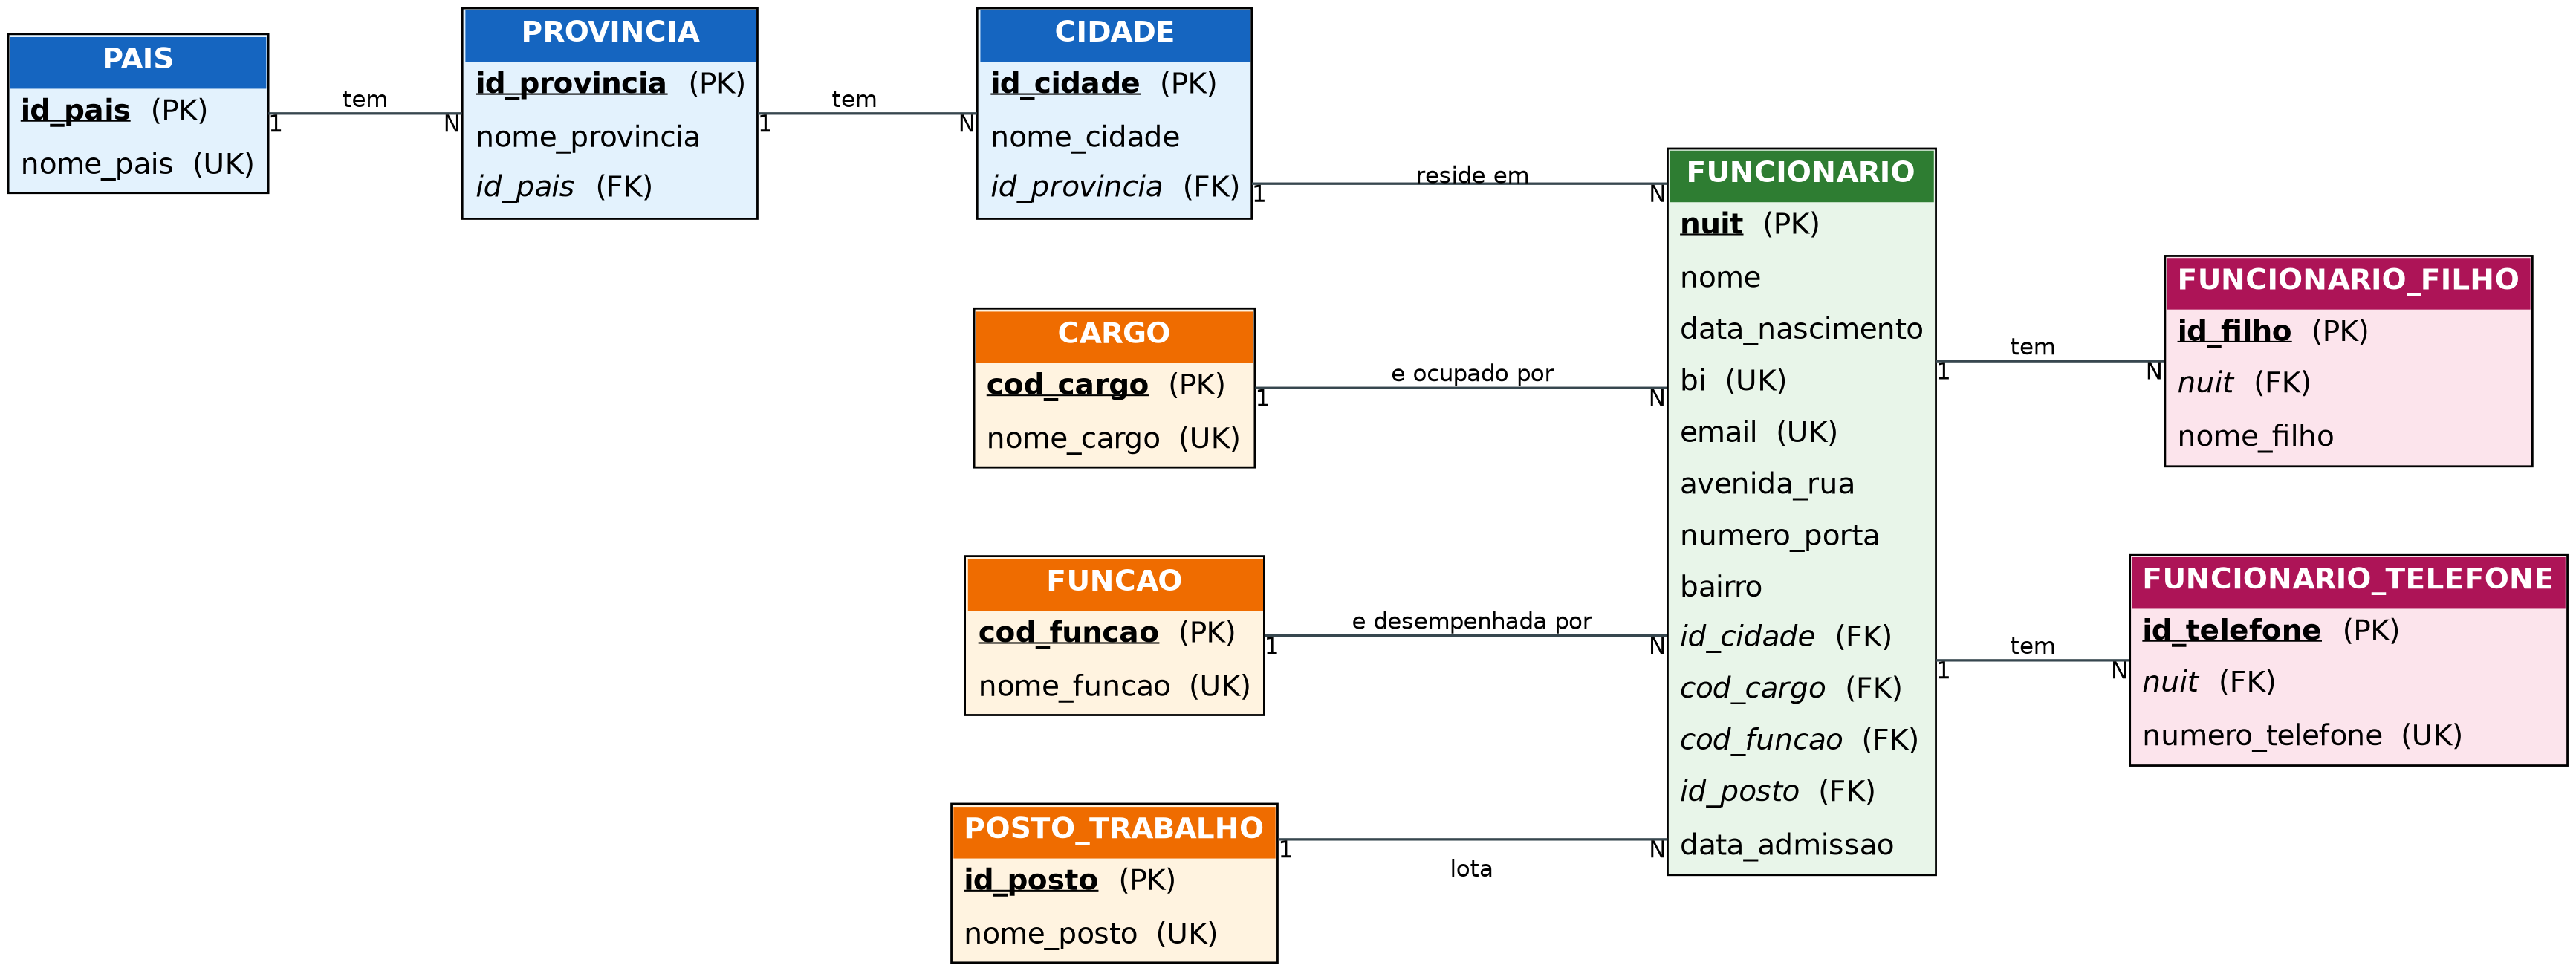 PAIS
id_pais (PK)
nome_pais (UK)
1
tem
N
PROVINCIA
id_provincia (PK)
nome_provincia
id_pais (FK)
1
tem
N
CIDADE
id_cidade (PK)
nome_cidade
id_provincia (FK)
1
reside em
N
CARGO
cod_cargo (PK)
nome_cargo (UK)
1
e ocupado por
N
FUNCAO
cod_funcao (PK)
nome_funcao (UK)
1
e desempenhada por
N
POSTO_TRABALHO
id_posto (PK)
nome_posto (UK)
1
lota
N
FUNCIONARIO
nuit (PK)
nome
data_nascimento
bi (UK)
email (UK)
avenida_rua
numero_porta
bairro
id_cidade (FK)
cod_cargo (FK)
cod_funcao (FK)
id_posto (FK)
data_admissao
1
tem
N
FUNCIONARIO_FILHO
id_filho (PK)
nuit (FK)
nome_filho
1
tem
N
FUNCIONARIO_TELEFONE
id_telefone (PK)
nuit (FK)
numero_telefone (UK)